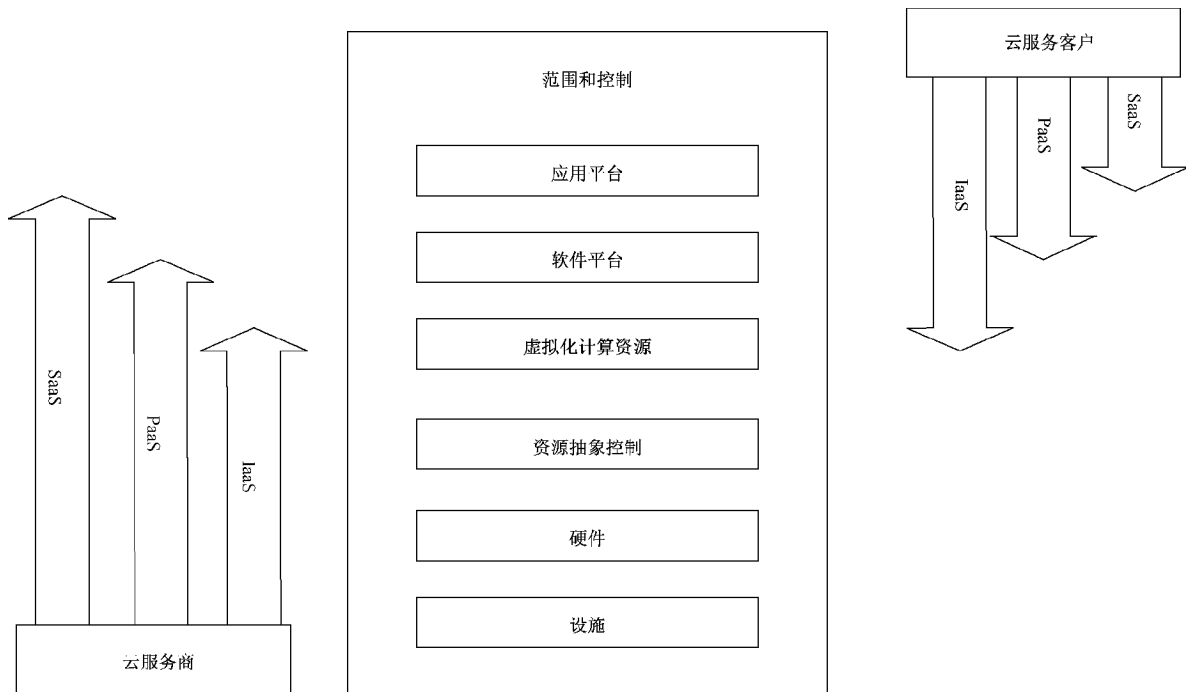 云服务客户
范围和控制
SaaS
PaaS
IaaS
应用平台
软件平台
虚拟化计算资源
资源抽象控制
硬件
设施
SaaS
PaaS
IaaS
云服务商